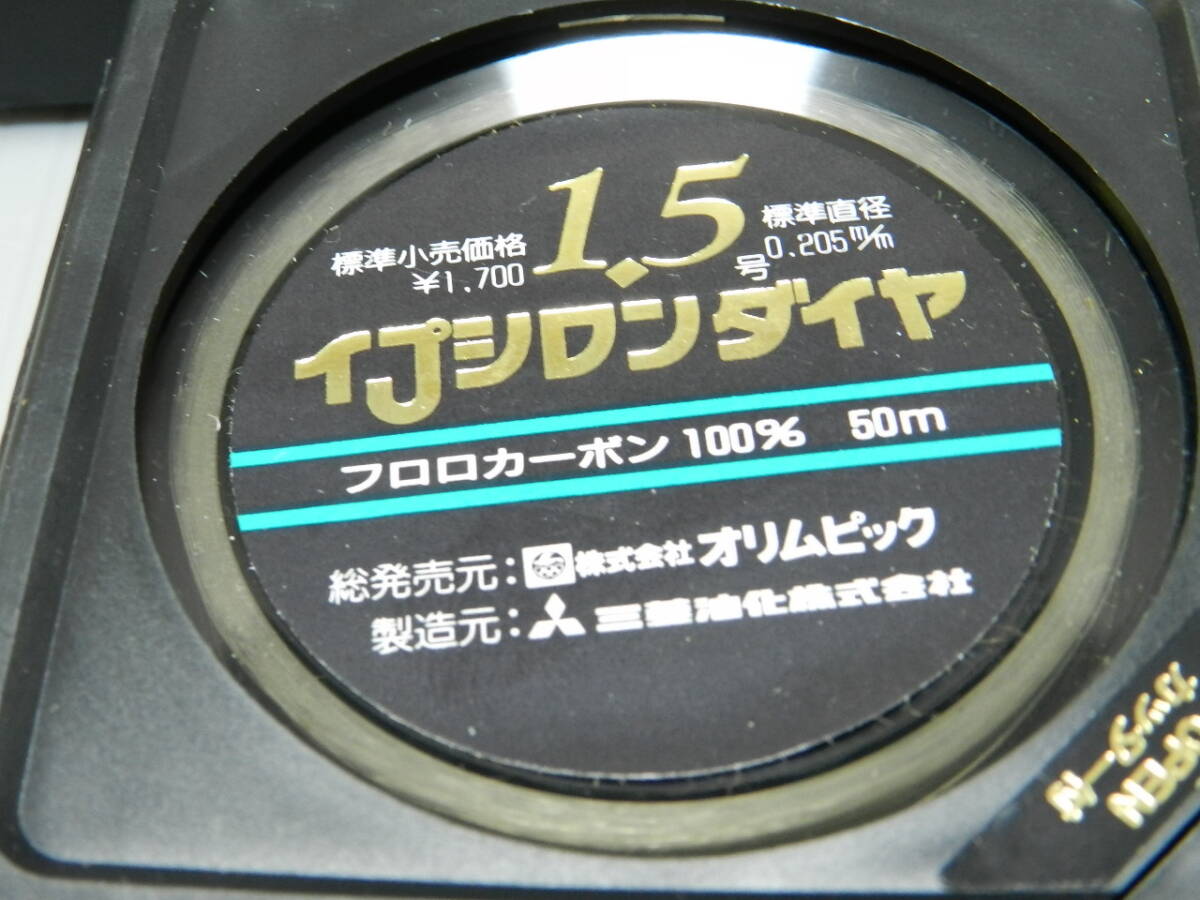 標準小売価格
¥1,700
1.5
号
標準直径
0.205m/m
イプシロンダイヤ
フロロカーボン 100% 50m
総発売元: 株式会社 オリムピック
製造元: 三菱油化株式会社
OPEN